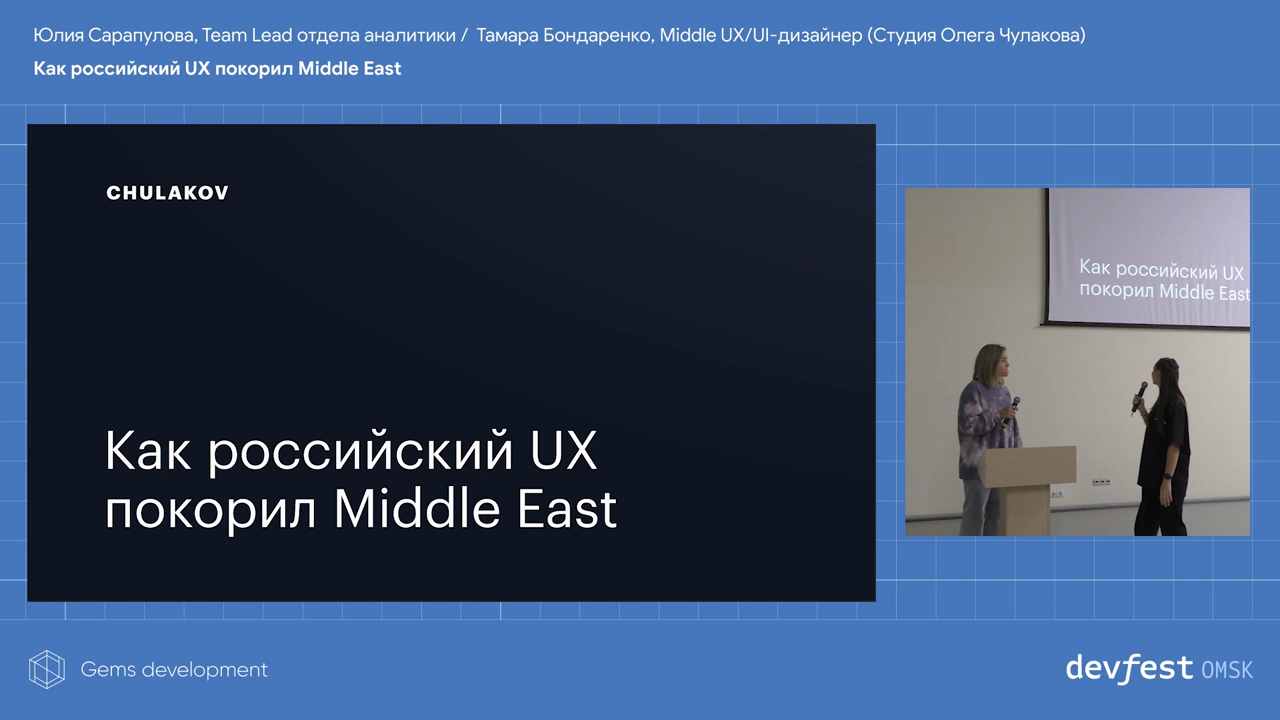 Юлия Сарапулова, Team Lead отдела аналитики / Тамара Бондаренко, Middle UX/UI-дизайнер (Студия Олега Чулакова)
Как российский UX покорил Middle East
CHULAKOV
Как российский UX
покорил Middle East
Как российский UX
покорил Middle East
Gems development
devfest OMSK